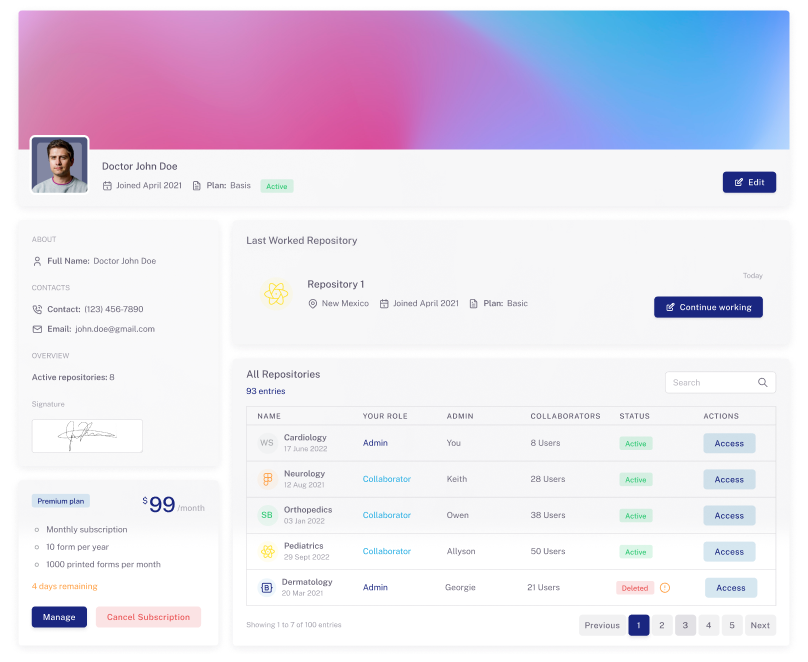 Doctor John Doe
Joined April 2021 Plan: Basis Active
Edit
ABOUT
Full Name: Doctor John Doe
CONTACTS
Contact: (123) 456-7890
Email: john.doe@gmail.com
OVERVIEW
Active repositories: 8
Signature
Premium plan
$99/month
Monthly subscription
10 form per year
1000 printed forms per month
4 days remaining
Manage Cancel Subscription
Last Worked Repository
Repository 1
New Mexico Joined April 2021 Plan: Basic
Today
Continue working
All Repositories
93 entries
Search
NAME YOUR ROLE ADMIN COLLABORATORS STATUS ACTIONS
WS Cardiology Admin You 8 Users Active Access
17 June 2022
Neurology Collaborator Keith 28 Users Active Access
12 Aug 2021
SB Orthopedics Collaborator Owen 38 Users Active Access
03 Jan 2022
Pediatrics Collaborator Allyson 50 Users Active Access
29 Sept 2022
B Dermatology Admin Georgie 21 Users Deleted Access
20 Mar 2021
Showing 1 to 7 of 100 entries
Previous 1 2 3 4 5 Next